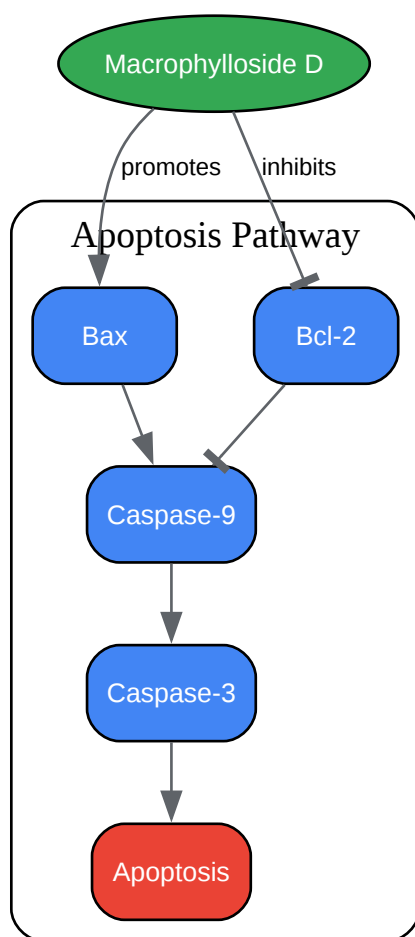 Macrophylloside D
promotes
inhibits
Apoptosis Pathway
Bax
Bcl-2
Caspase-9
Caspase-3
Apoptosis